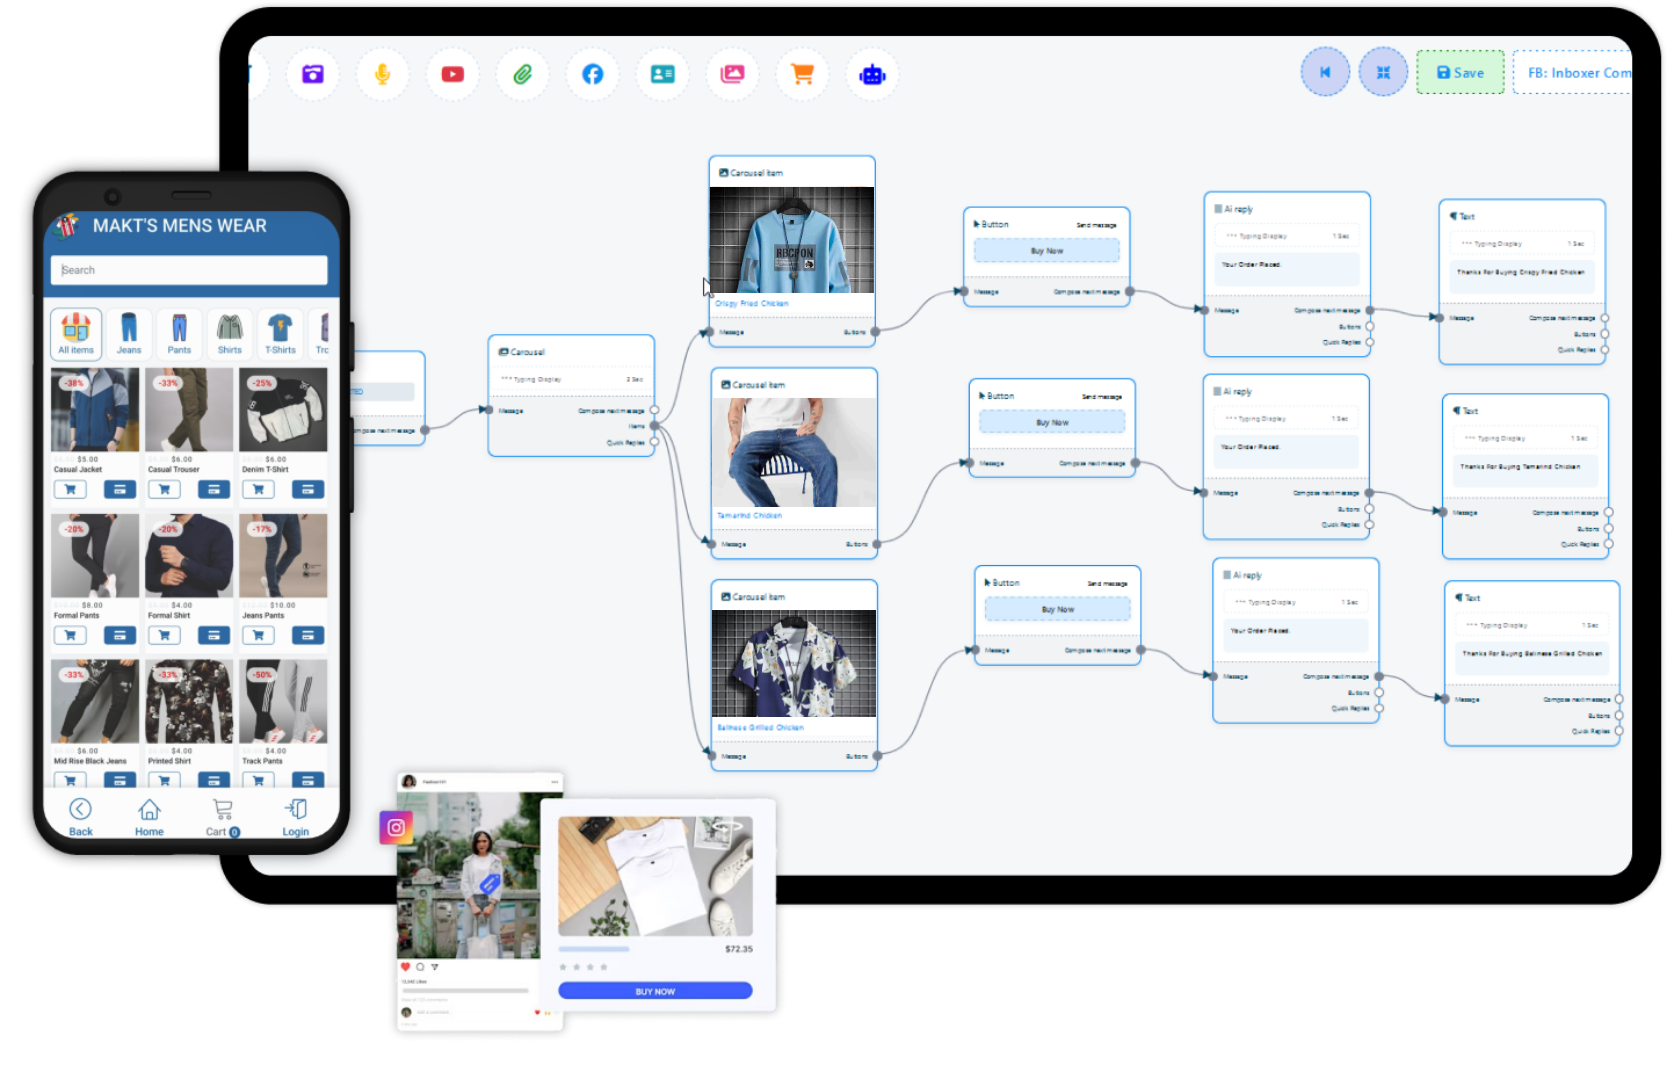 Save
FB: Inboxer Com
MAKT'S MENS WEAR
Search
All items
Jeans
Pants
Shirts
T-Shirts
Trc
-38%
-33%
-25%
$5.00
$6.00
$6.00
Casual Jacket
Casual Trouser
Denim T-Shirt
-20%
-20%
-17%
$8.00
$4.00
$10.00
Formal Pants
Formal Shirt
Jeans Pants
-33%
-33%
-50%
$6.00
$4.00
$4.00
Mid Rise Black Jeans
Printed Shirt
Track Pants
Back
Home
Cart 0
Login
TED
ompose next message
Carousel
*** Typing Display
3 Sec
Message
Compose next message
Items
Quick Replies
Carousel item
Crispy Fried Chicken
Message
Buttons
Carousel item
Tamarind Chicken
Message
Buttons
Carousel item
Balinese Grilled Chicken
Message
Buttons
Button
Send message
Buy Now
Message
Compose next message
Button
Send message
Buy Now
Message
Compose next message
Button
Send message
Buy Now
Message
Compose next message
Ai reply
*** Typing Display
1 Sec
Your Order Placed.
Message
Compose next message
Buttons
Quick Replies
Ai reply
*** Typing Display
1 Sec
Your Order Placed.
Message
Compose next message
Buttons
Quick Replies
Ai reply
*** Typing Display
1 Sec
Your Order Placed.
Message
Compose next message
Buttons
Quick Replies
Text
*** Typing Display
1 Sec
Thanks For Buying Crispy Fried Chicken
Message
Compose next message
Buttons
Quick Replies
Text
*** Typing Display
1 Sec
Thanks For Buying Tamarind Chicken
Message
Compose next message
Buttons
Quick Replies
Text
*** Typing Display
1 Sec
Thanks For Buying Balinese Grilled Chicken
Message
Compose next message
Buttons
Quick Replies
$72.35
BUY NOW